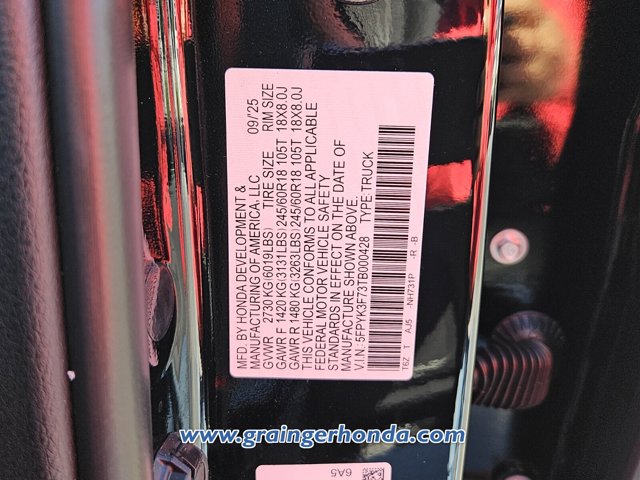 MFD. BY HONDA DEVELOPMENT & 09/'25
MANUFACTURING OF AMERICA, LLC
GVWR 2730 KG(6019LBS) TIRE SIZE RIM SIZE
GAWR F 1420 KG(3131LBS)245/60R18 105T 18X8.0J
GAWR R 1480 KG(3263LBS)245/60R18 105T 18X8.0J
THIS VEHICLE CONFORMS TO ALL APPLICABLE
FEDERAL MOTOR VEHICLE SAFETY
STANDARDS IN EFFECT ON THE DATE OF
MANUFACTURE SHOWN ABOVE.
V.I.N.: 5FPYK3F73TB000428 TYPE TRUCK
T6Z T AJ5 -NH731P -R -B
6A5
www.graingerhonda.com